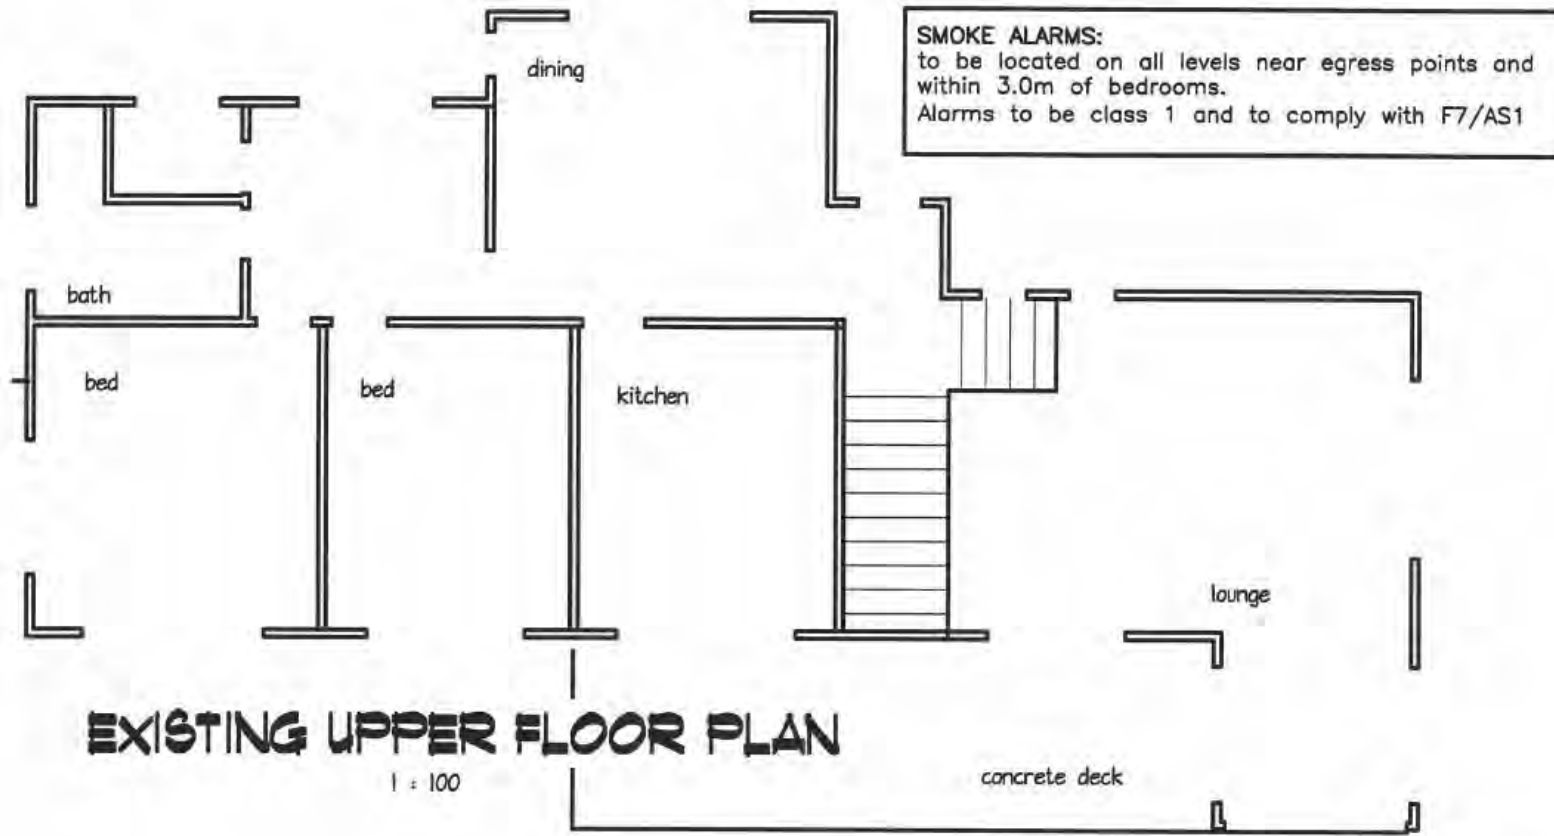 SMOKE ALARMS:
to be located on all levels near egress points and
within 3.0m of bedrooms.
Alarms to be class 1 and to comply with F7/AS1
dining
bath
bed
bed
kitchen
lounge
EXISTING UPPER FLOOR PLAN
1 : 100
concrete deck